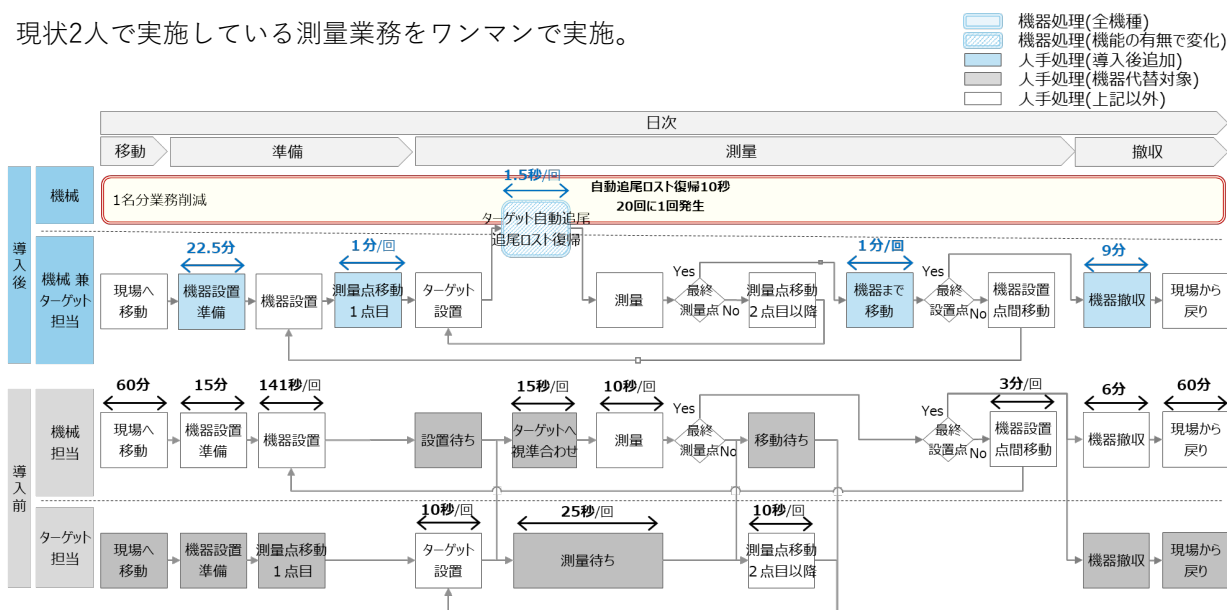 現状2人で実施している測量業務をワンマンで実施。
機器処理(全機種)
機器処理(機能の有無で変化)
人手処理(導入後追加)
人手処理(機器代替対象)
人手処理(上記以外)
日次
移動
準備
測量
撤収
導入後
機械
1名分業務削減
1.5秒/回
自動追尾ロスト復帰10秒
20回に1回発生
ターゲット自動追尾
追尾ロスト復帰
機械 兼
ターゲット
担当
22.5分
1分/回
1分/回
9分
現場へ
移動
機器設置
準備
機器設置
測量点移動
1点目
ターゲット
設置
測量
Yes
最終
測量点
No
測量点移動
2点目以降
機器まで
移動
Yes
最終
設置点
No
機器設置
点間移動
機器撤収
現場から
戻り
導入前
機械
担当
60分
15分
141秒/回
15秒/回
10秒/回
3分/回
6分
60分
現場へ
移動
機器設置
準備
機器設置
設置待ち
ターゲットへ
視準合わせ
測量
Yes
最終
測量点
No
移動待ち
Yes
最終
設置点
No
機器設置
点間移動
機器撤収
現場から
戻り
ターゲット
担当
10秒/回
25秒/回
10秒/回
現場へ
移動
機器設置
準備
測量点移動
1点目
ターゲット
設置
測量待ち
測量点移動
2点目以降
機器撤収
現場から
戻り